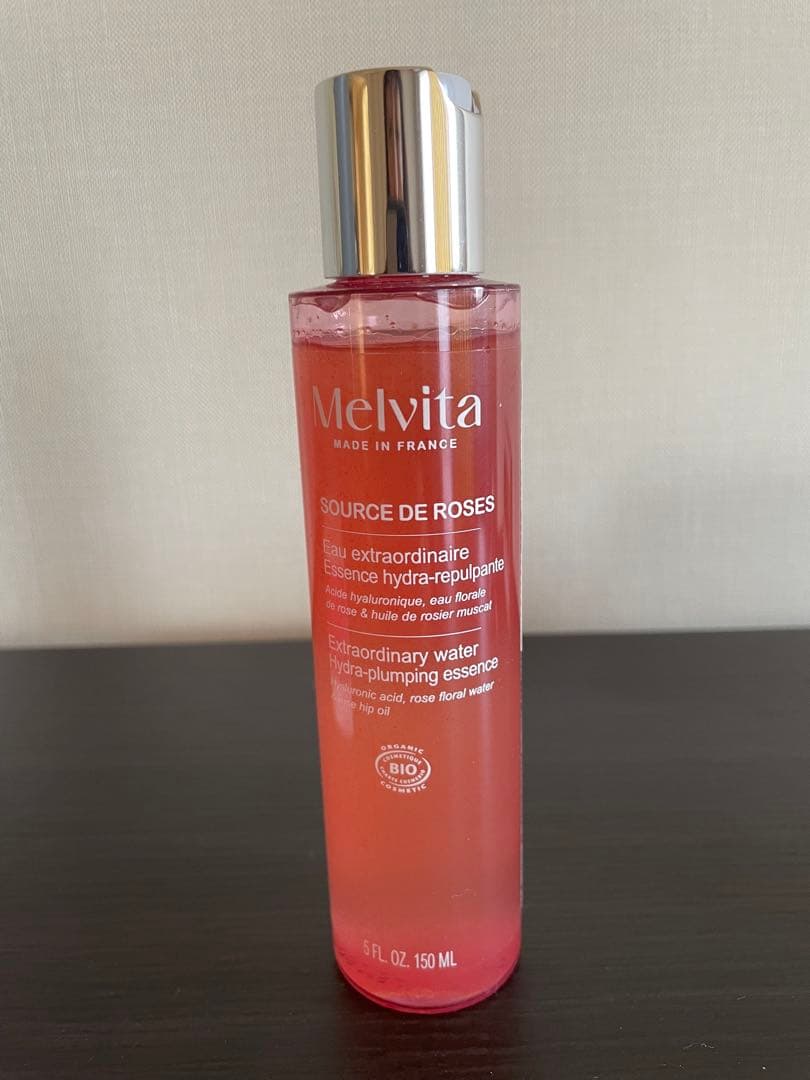 Melvita
MADE IN FRANCE
SOURCE DE ROSES
Eau extraordinaire
Essence hydra-repulpante
Acide hyaluronique, eau florale
de rose & huile de rosier muscat
Extraordinary water
Hydra-plumping essence
Hyaluronic acid, rose floral water
hip oil
ORGANIC
COSMETIQUE
BIO
COSMETIC
5 FL. OZ. 150 ML